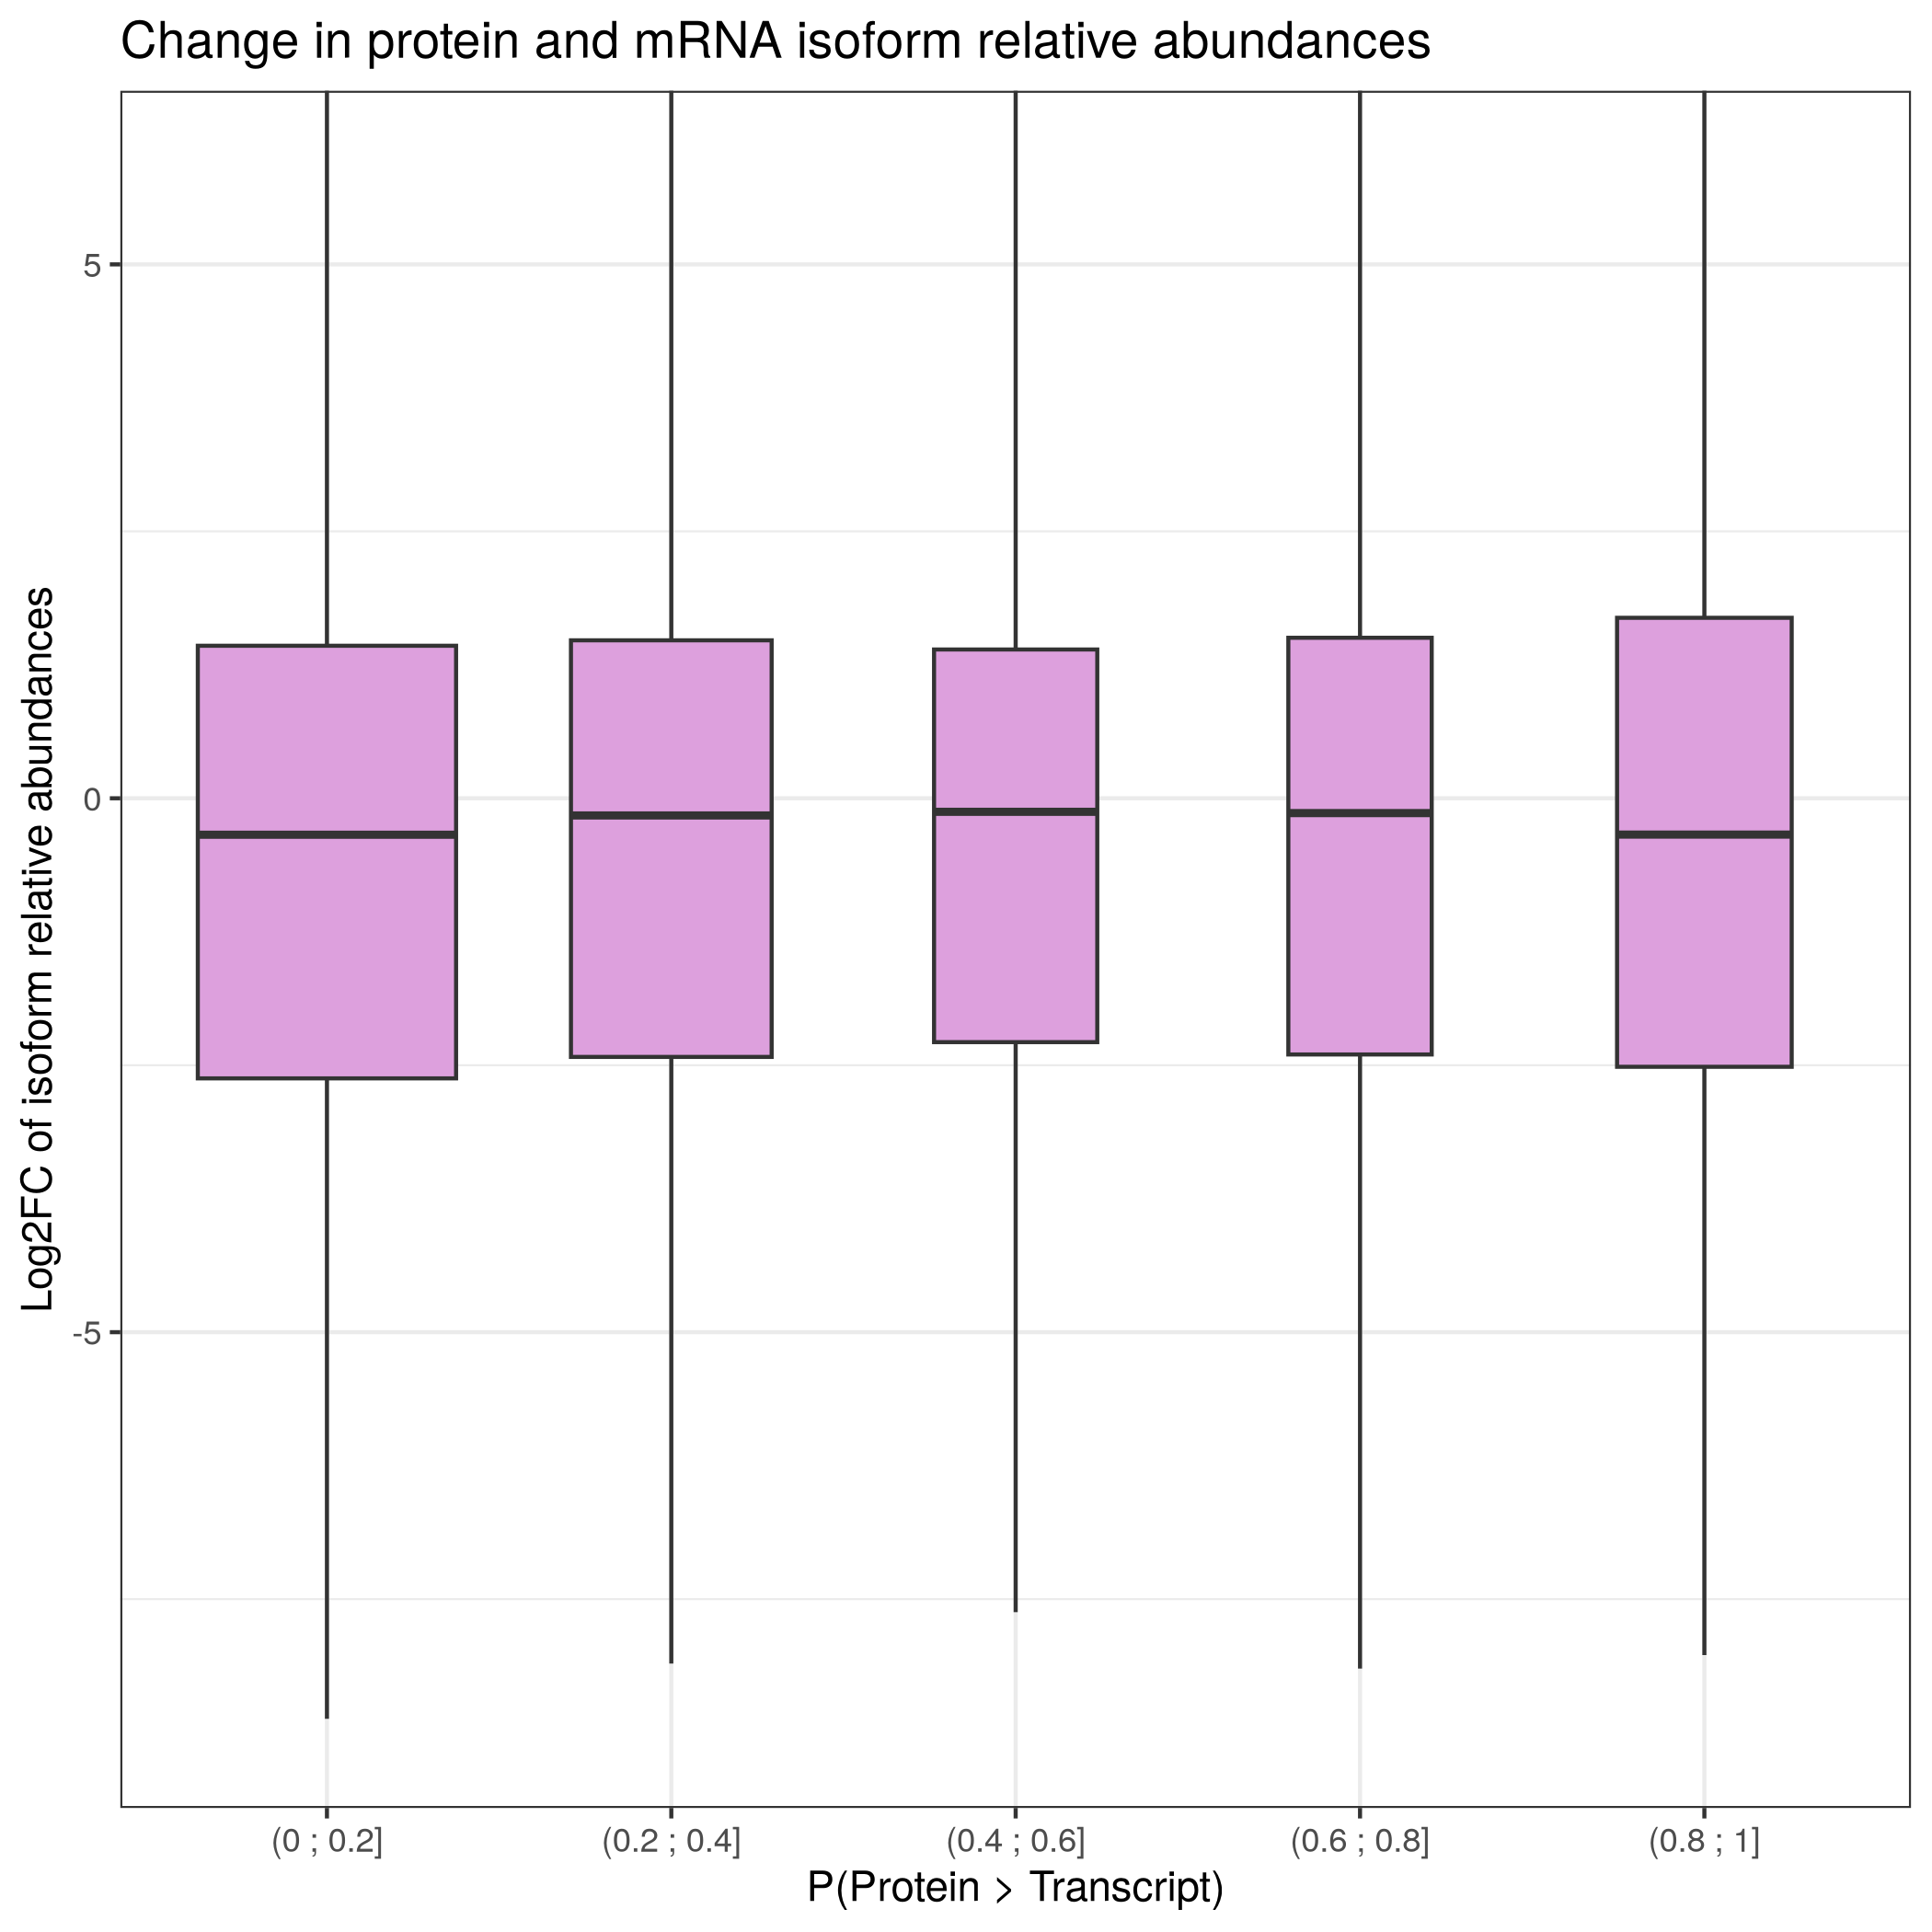 Change in protein and mRNA isoform relative abundances
Log2FC of isoform relative abundances
5
0
-5
(0 ; 0.2]
(0.2 ; 0.4]
(0.4 ; 0.6]
(0.6 ; 0.8]
(0.8 ; 1]
P(Protein > Transcript)